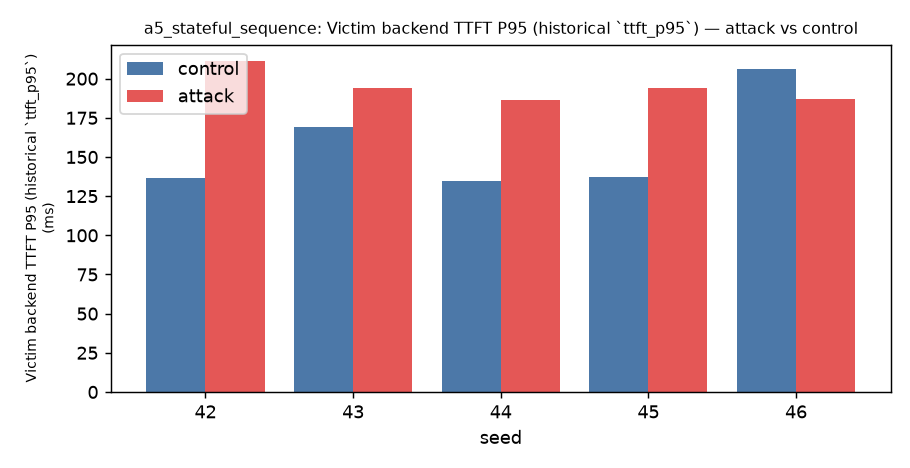 a5_stateful_sequence: Victim backend TTFT P95 (historical `ttft_p95`) — attack vs control
Victim backend TTFT P95 (historical `ttft_p95`)
(ms)
control
attack
200
175
150
125
100
75
50
25
0
42
43
44
45
46
seed